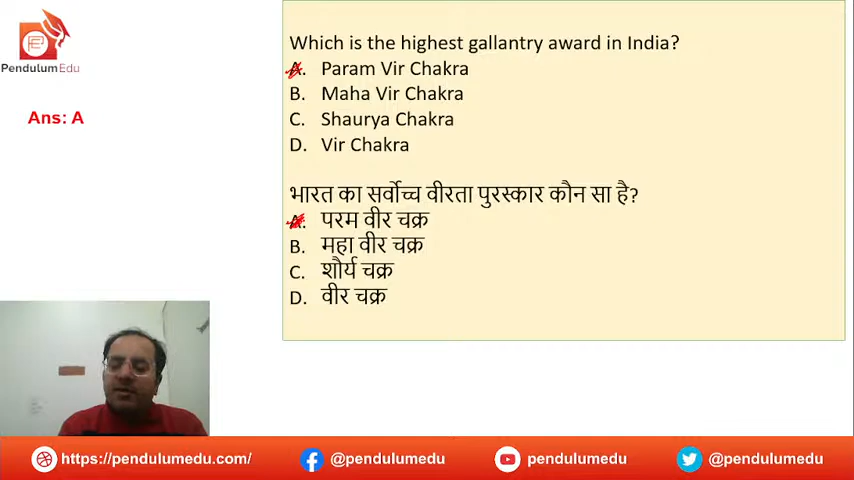 PendulumEdu
Ans: A
Which is the highest gallantry award in India?
A. Param Vir Chakra
B. Maha Vir Chakra
C. Shaurya Chakra
D. Vir Chakra
भारत का सर्वोच्च वीरता पुरस्कार कौन सा है?
A. परम वीर चक्र
B. महा वीर चक्र
C. शौर्य चक्र
D. वीर चक्र
https://pendulumedu.com/ @pendulumedu pendulumedu @pendulumedu